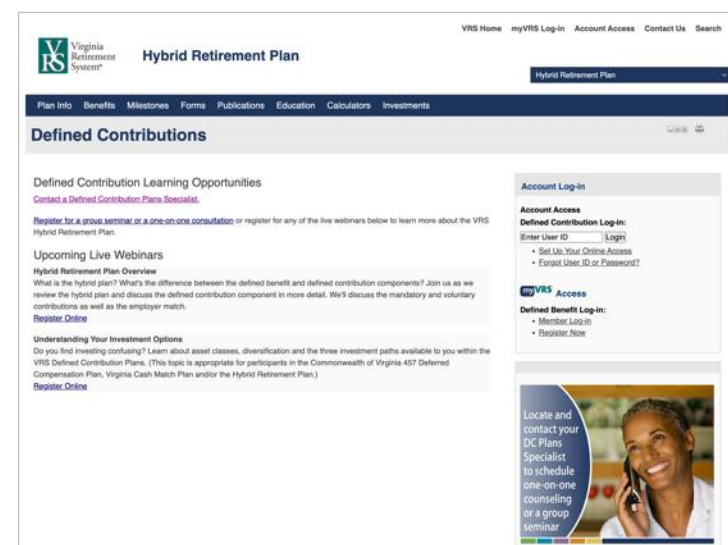 VRS Home myVRS Log-in Account Access Contact Us Search
VRS
Virginia
Retirement
System®
Hybrid Retirement Plan
Hybrid Retirement Plan
Plan Info Benefits Milestones Forms Publications Education Calculators Investments
Defined Contributions
Defined Contribution Learning Opportunities
Contact a Defined Contribution Plans Specialist.
Register for a group seminar or a one-on-one consultation or register for any of the live webinars below to learn more about the VRS
Hybrid Retirement Plan.
Upcoming Live Webinars
Hybrid Retirement Plan Overview
What is the hybrid plan? What's the difference between the defined benefit and defined contribution components? Join us as we
review the hybrid plan and discuss the defined contribution component in more detail. We'll discuss the mandatory and voluntary
contributions as well as the employer match.
Register Online
Understanding Your Investment Options
Do you find investing confusing? Learn about asset classes, diversification and the three investment paths available to you within the
VRS Defined Contribution Plans. (This topic is appropriate for participants in the Commonwealth of Virginia 457 Deferred
Compensation Plan, Virginia Cash Match Plan and/or the Hybrid Retirement Plan.)
Register Online
Account Log-in
Account Access
Defined Contribution Log-in:
Enter User ID Login
• Set Up Your Online Access
• Forgot User ID or Password?
myVRS Access
Defined Benefit Log-in:
• Member Log-in
• Register Now
Locate and
contact your
DC Plans
Specialist
to schedule
one-on-one
counseling
or a group
seminar